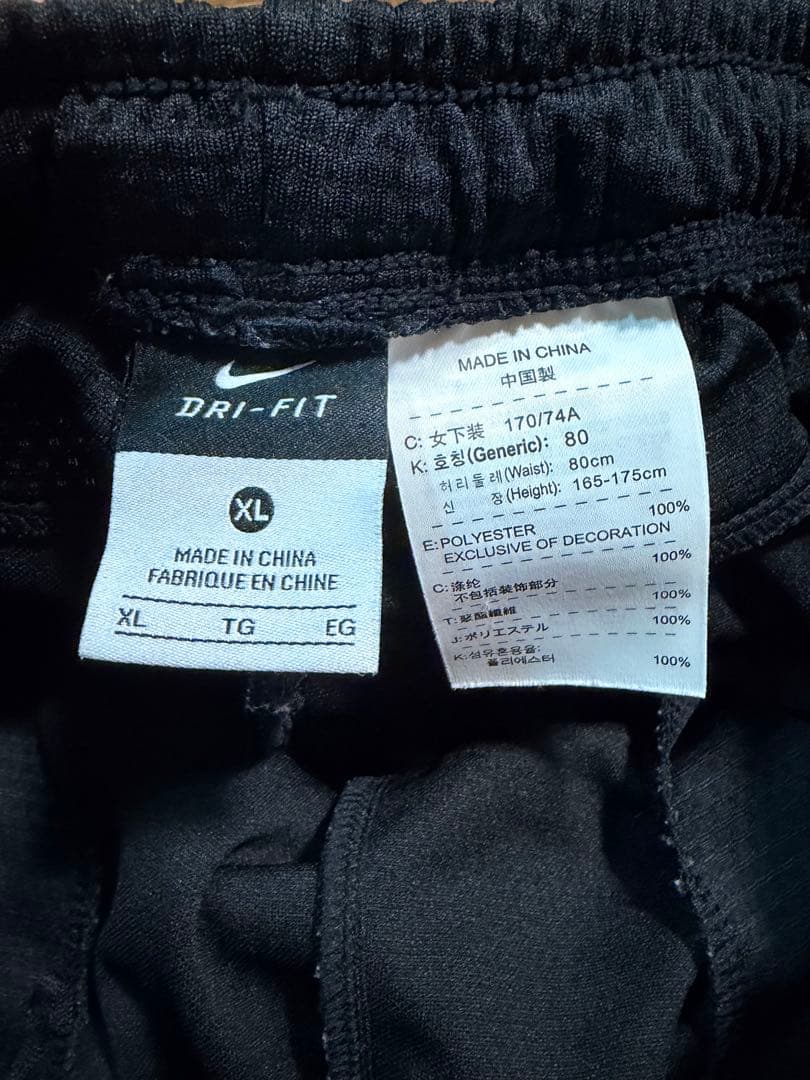 DRI-FIT
XL
MADE IN CHINA
FABRIQUE EN CHINE
XL TG EG
MADE IN CHINA
中国製
C: 女下装 170/74A
K: 호칭(Generic): 80
허리둘레(Waist): 80cm
신 장(Height): 165-175cm
100%
E: POLYESTER
EXCLUSIVE OF DECORATION
100%
C: 涤纶
不包括装饰部分
100%
T: 聚酯纖維
100%
J: ポリエステル
K: 섬유혼용율:
폴리에스터 100%